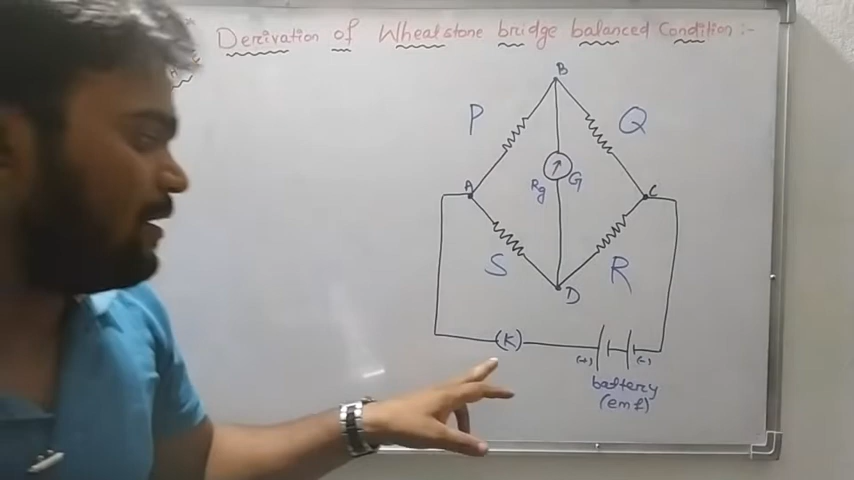 Derivation of Wheatstone bridge balanced Condition :-
B
P
Q
A
Rg
G
C
S
R
D
(K)
(+)
(-)
battery
(emf)